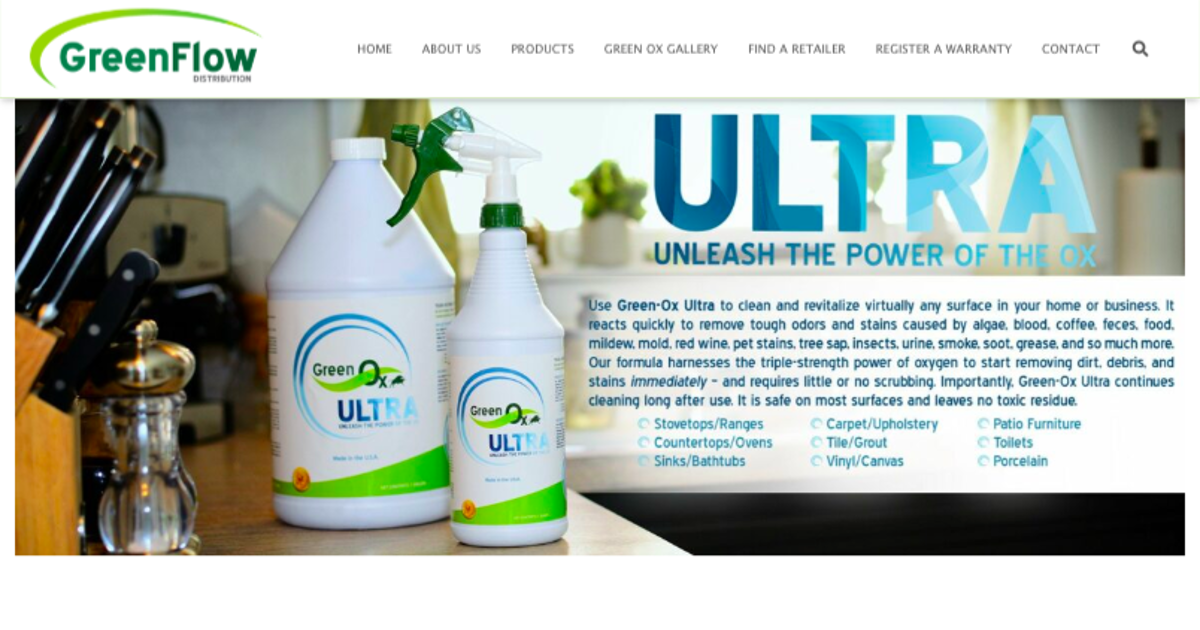 GreenFlow
DISTRIBUTION
HOME ABOUT US PRODUCTS GREEN OX GALLERY FIND A RETAILER REGISTER A WARRANTY CONTACT
ULTRA
UNLEASH THE POWER OF THE OX
Use Green-Ox Ultra to clean and revitalize virtually any surface in your home or business. It
reacts quickly to remove tough odors and stains caused by algae, blood, coffee, feces, food,
mildew, mold, red wine, pet stains, tree sap, insects, urine, smoke, soot, grease, and so much more.
Our formula harnesses the triple-strength power of oxygen to start removing dirt, debris, and
stains immediately – and requires little or no scrubbing. Importantly, Green-Ox Ultra continues
cleaning long after use. It is safe on most surfaces and leaves no toxic residue.
Stovetops/Ranges Carpet/Upholstery Patio Furniture
Countertops/Ovens Tile/Grout Toilets
Sinks/Bathtubs Vinyl/Canvas Porcelain
Green Ox
ULTRA
UNLEASH THE POWER OF THE OX
Made in the U.S.A.
Green Ox
ULTRA
UNLEASH THE POWER OF THE OX
Made in the U.S.A.